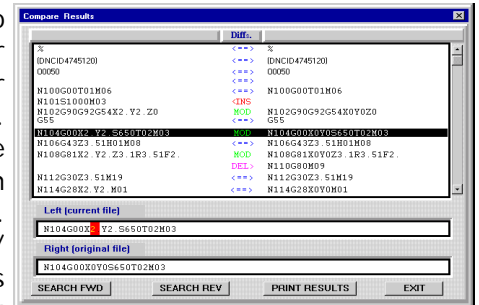 Compare Results
Diffs.
% <==> %
(DNCID4745120) <==> (DNCID4745120)
O0050 <==> O0050
<==>
N100G00T01M06 <==> N100G00T01M06
N101S1000M03 <INS
N102G90G92G54X2.Y2.Z0 MOD N102G90G92G54X0Y0Z0
G55 <==> G55
N104G00X2.Y2.S650T02M03 MOD N104G00X0Y0S650T02M03
N106G43Z3.51H01M08 <==> N106G43Z3.51H01M08
N108G81X2.Y2.Z3.1R3.51F2. MOD N108G81X0Y0Z3.1R3.51F2.
DEL> N110G80M09
N112G30Z3.51M19 <==> N112G30Z3.51M19
N114G28X2.Y2.M01 <==> N114G28X0Y0M01
Left (current file)
N104G00X2.Y2.S650T02M03
Right (original file)
N104G00X0Y0S650T02M03
SEARCH FWD SEARCH REV PRINT RESULTS EXIT